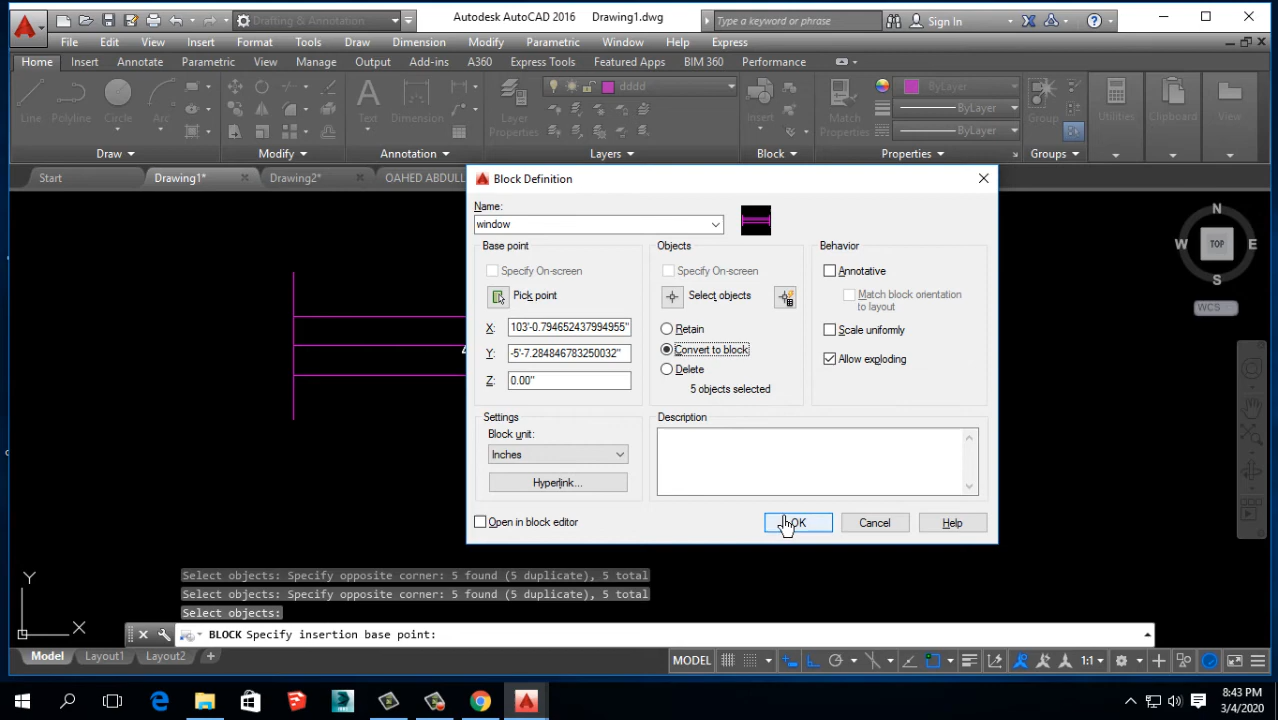 Drafting & Annotation
Autodesk AutoCAD 2016 Drawing1.dwg
Type a keyword or phrase
Sign In
File Edit View Insert Format Tools Draw Dimension Modify Parametric Window Help Express
Home Insert Annotate Parametric View Manage Output Add-ins A360 Express Tools Featured Apps BIM 360 Performance
Line Polyline Circle Arc Text Dimension Layer Properties dddd Insert Match Properties ByLayer Group Utilities Clipboard View
ByLayer
ByLayer
Draw Modify Annotation Layers Block Properties Groups
Start Drawing1* Drawing2* OAHED ABDULL
Block Definition
Name:
window
Base point Objects Behavior
Specify On-screen Specify On-screen Annotative
Pick point Select objects Match block orientation
to layout
X: 103'-0.794652437994955" Retain Scale uniformly
Y: -5'-7.284846783250032" Convert to block Allow exploding
Z: 0.00" Delete
5 objects selected
Settings Description
Block unit:
Inches
Hyperlink...
Open in block editor OK Cancel Help
N
W TOP E
S
WCS
Select objects: Specify opposite corner: 5 found (5 duplicate), 5 total
Select objects: Specify opposite corner: 5 found (5 duplicate), 5 total
Select objects:
BLOCK Specify insertion base point:
Y
X
Model Layout1 Layout2 + MODEL 1:1
8:43 PM
3/4/2020